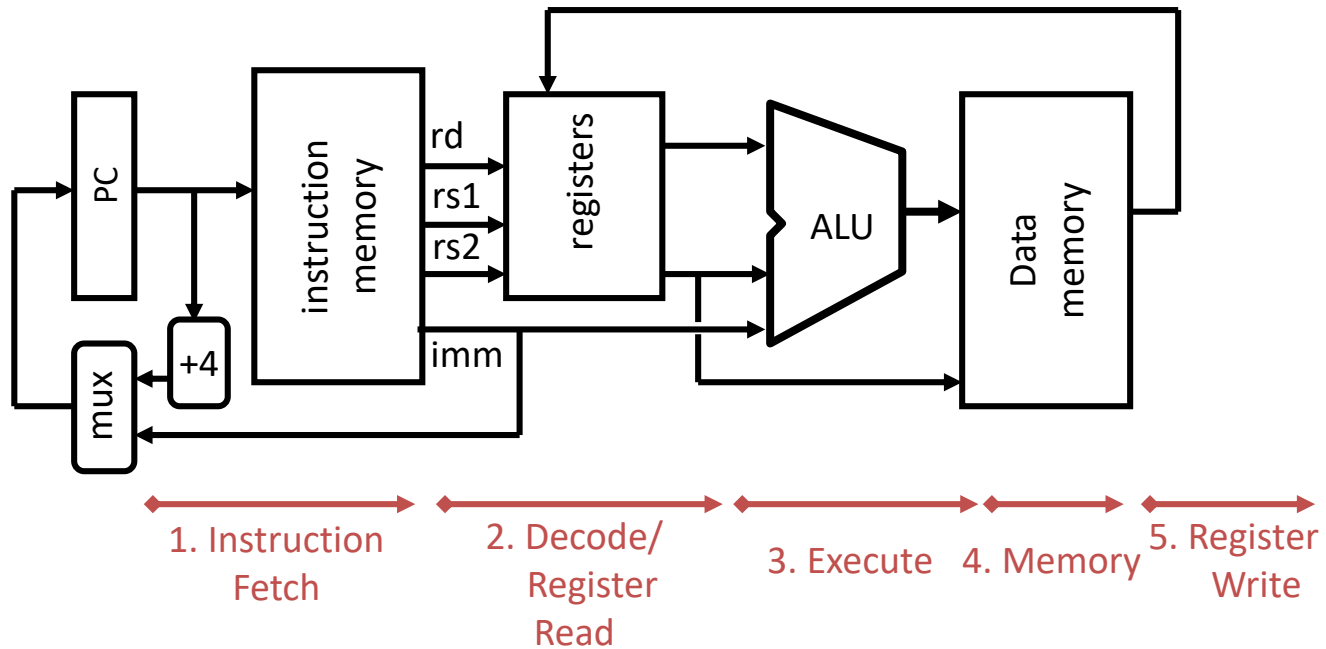 PC
+4
mux
instruction
memory
rd
rs1
rs2
imm
registers
ALU
Data
memory
1. Instruction
Fetch
2. Decode/
Register
Read
3. Execute
4. Memory
5. Register
Write